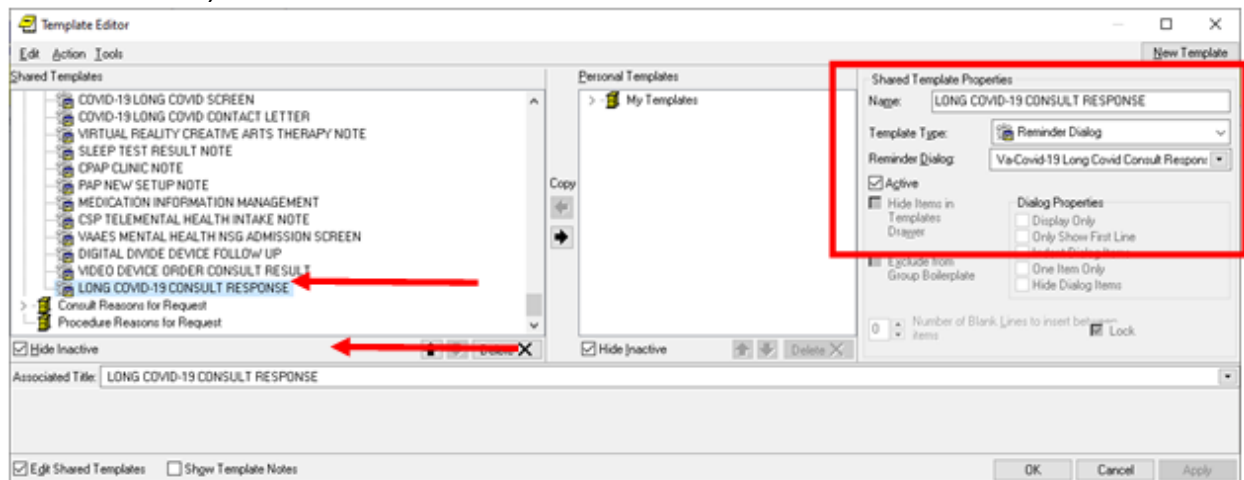 Template Editor
Edit Action Tools
New Template
Shared Templates
COVID-19 LONG COVID SCREEN
COVID-19 LONG COVID CONTACT LETTER
VIRTUAL REALITY CREATIVE ARTS THERAPY NOTE
SLEEP TEST RESULT NOTE
CPAP CLINIC NOTE
PAP NEW SETUP NOTE
MEDICATION INFORMATION MANAGEMENT
CSP TELEMENTAL HEALTH INTAKE NOTE
VAAES MENTAL HEALTH NSG ADMISSION SCREEN
DIGITAL DIVIDE DEVICE FOLLOW UP
VIDEO DEVICE ORDER CONSULT RESULT
LONG COVID-19 CONSULT RESPONSE
Consult Reasons for Request
Procedure Reasons for Request
Hide Inactive
Delete
Copy
Personal Templates
My Templates
Hide Inactive
Delete
Shared Template Properties
Name: LONG COVID-19 CONSULT RESPONSE
Template Type: Reminder Dialog
Reminder Dialog: Va-Covid-19 Long Covid Consult Respon
Active
Hide Items in
Templates
Drawer
Exclude from
Group Boilerplate
Dialog Properties
Display Only
Only Show First Line
Indent Dialog Items
One Item Only
Hide Dialog Items
0 Number of Blank Lines to insert between
items
Lock
Associated Title: LONG COVID-19 CONSULT RESPONSE
Edit Shared Templates Show Template Notes
OK Cancel Apply